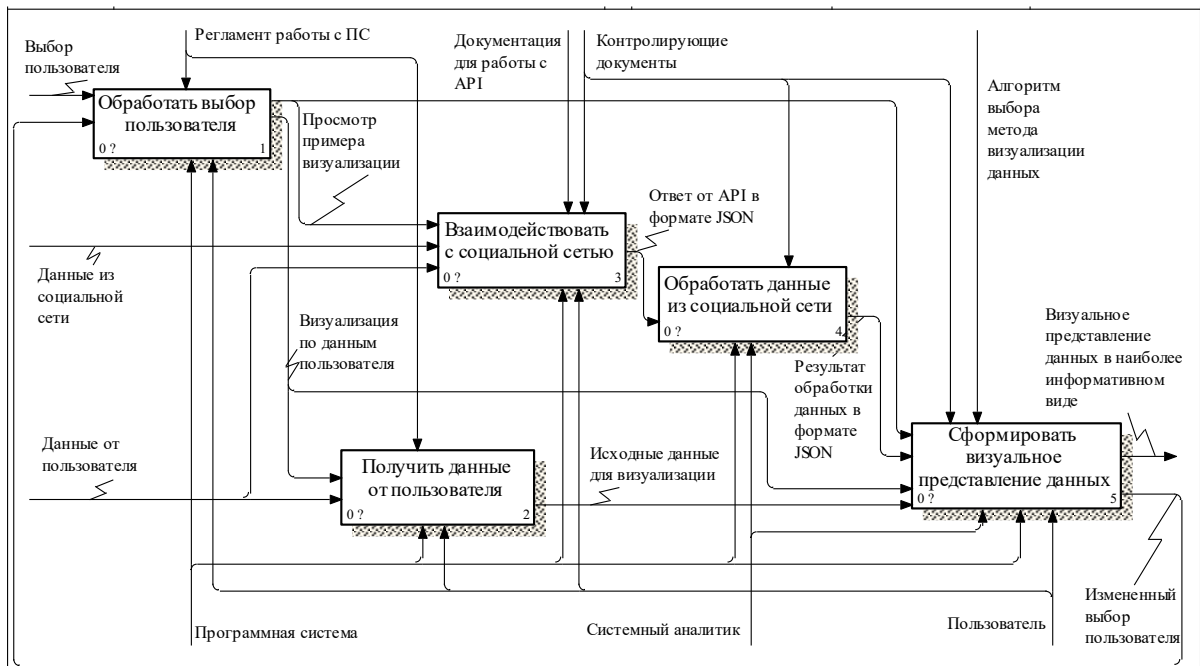 Регламент работы с ПС
Выбор
пользователя
Документация
для работы с
API
Контролирующие
документы
Алгоритм
выбора
метода
визуализации
данных
Обработать выбор
пользователя
0 ?
1
Просмотр
примера
визуализации
Ответ от API в
формате JSON
Взаимодействовать
с социальной сетью
0 ?
3
Данные из
социальной
сети
Обработать данные
из социальной сети
0 ?
4
Визуализация
по данным
пользователя
Результат
обработки
данных в
формате
JSON
Визуальное
представление
данных в наиболее
информативном
виде
Данные от
пользователя
Получить данные
от пользователя
0 ?
2
Исходные данные
для визуализации
Сформировать
визуальное
представление данных
0 ?
5
Измененный
выбор
пользователя
Программная система
Системный аналитик
Пользователь